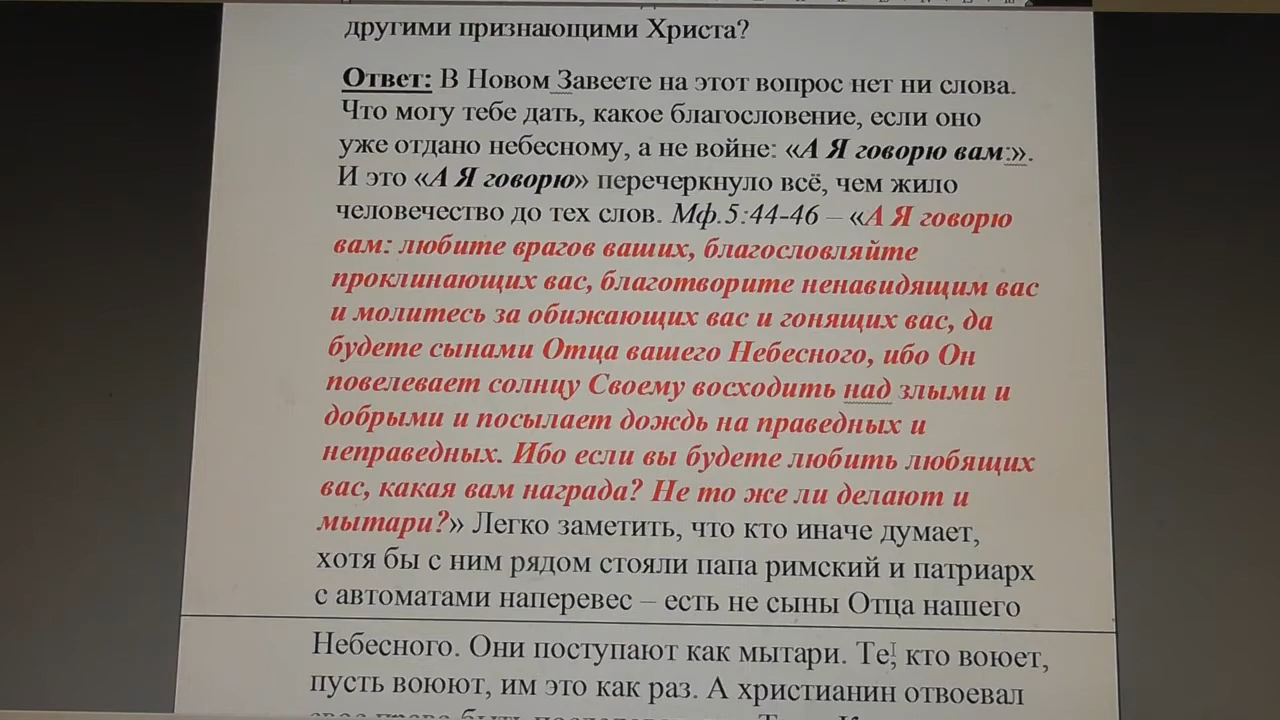 другими признающими Христа?
Ответ: В Новом Завеете на этот вопрос нет ни слова.
Что могу тебе дать, какое благословение, если оно
уже отдано небесному, а не войне: «А Я говорю вам:».
И это «А Я говорю» перечеркнуло всё, чем жило
человечество до тех слов. Мф.5:44-46 – «А Я говорю
вам: любите врагов ваших, благословляйте
проклинающих вас, благотворите ненавидящим вас
и молитесь за обижающих вас и гонящих вас, да
будете сынами Отца вашего Небесного, ибо Он
повелевает солнцу Своему восходить над злыми и
добрыми и посылает дождь на праведных и
неправедных. Ибо если вы будете любить любящих
вас, какая вам награда? Не то же ли делают и
мытари?» Легко заметить, что кто иначе думает,
хотя бы с ним рядом стояли папа римский и патриарх
с автоматами наперевес – есть не сыны Отца нашего
Небесного. Они поступают как мытари. Те, кто воюет,
пусть воюют, им это как раз. А христианин отвоевал